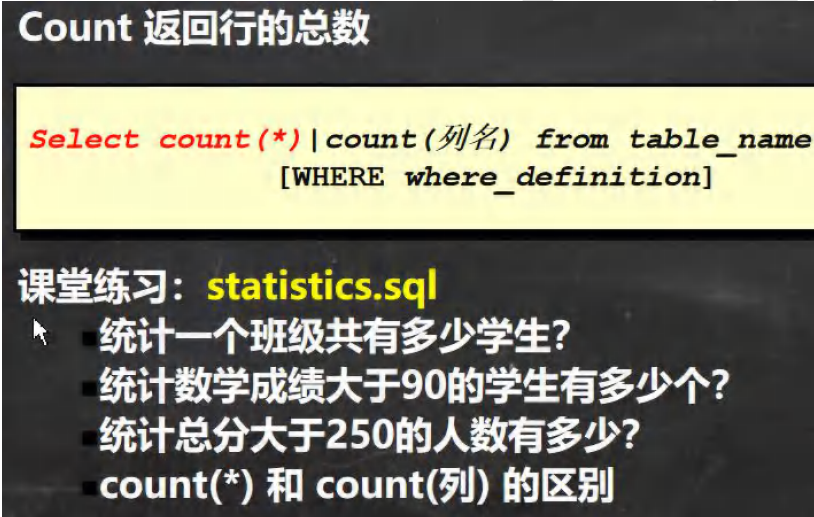 Count 返回行的总数
Select count(*)|count(列名) from table_name
[WHERE where_definition]
课堂练习：statistics.sql
统计一个班级共有多少学生？
统计数学成绩大于90的学生有多少个？
统计总分大于250的人数有多少？
count(*) 和 count(列) 的区别